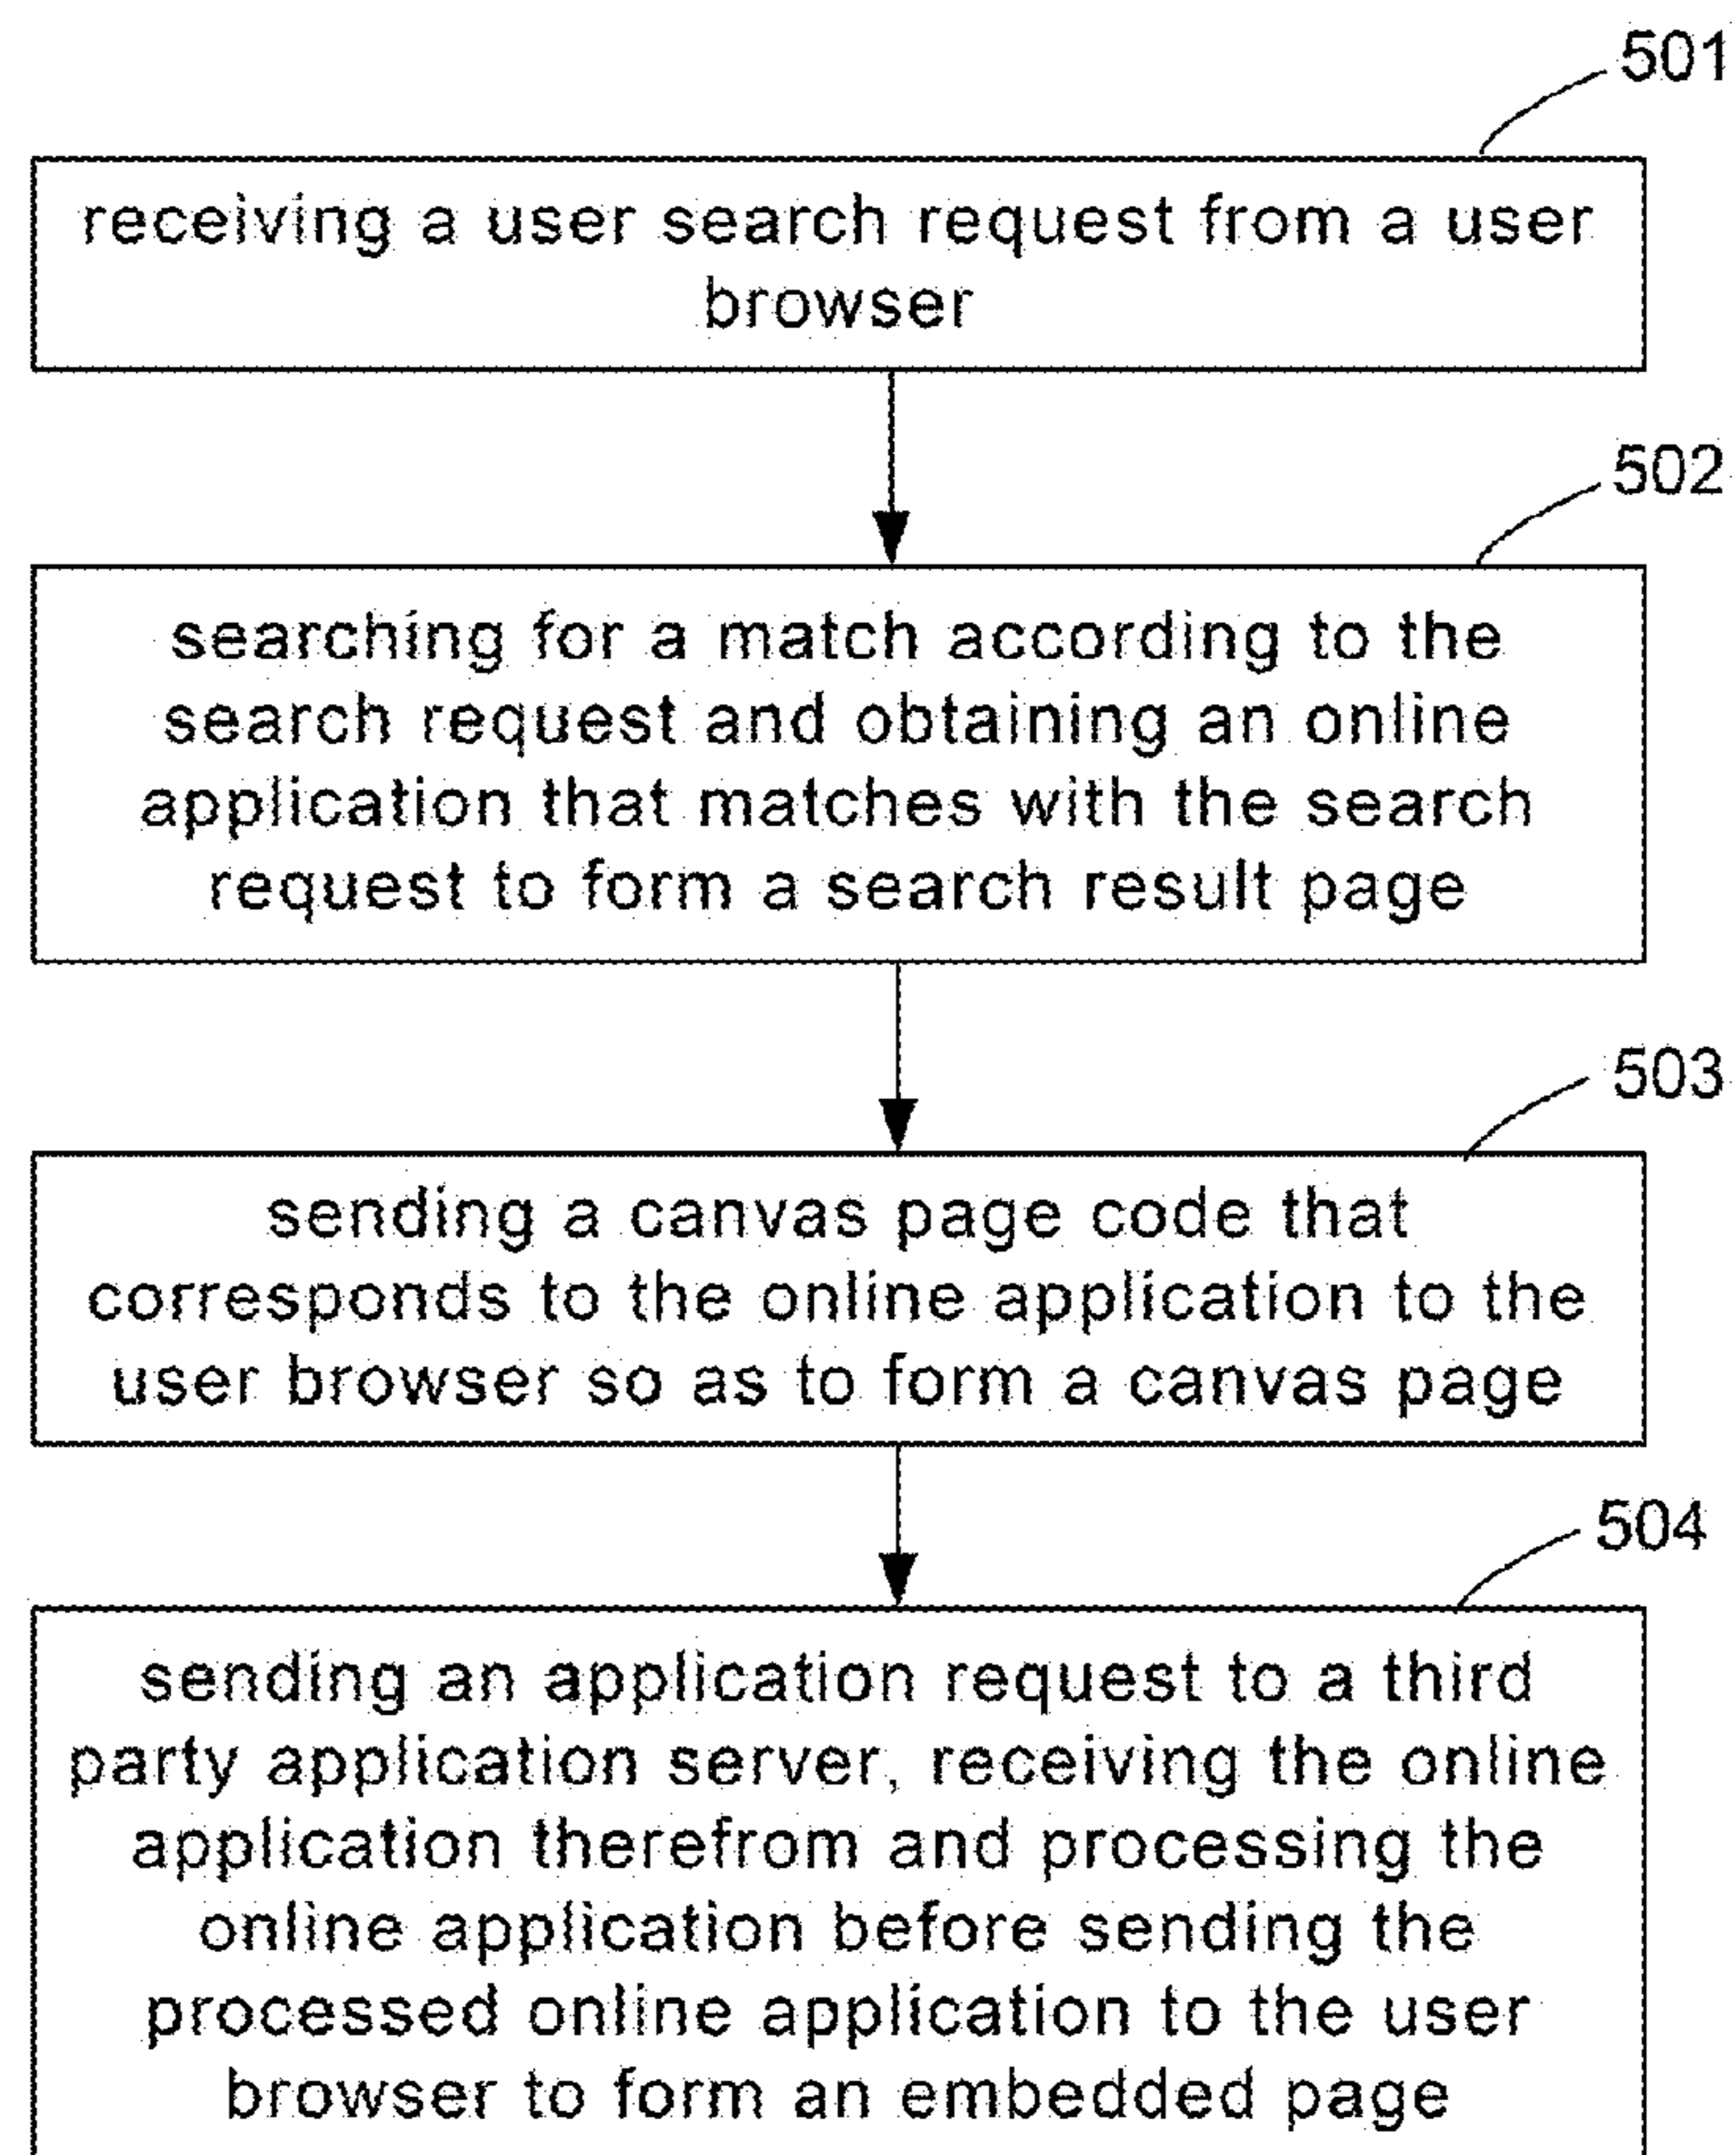 501
receiving a user search request from a user
browser
502
searching for a match according to the
search request and obtaining an online
application that matches with the search
request to form a search result page
503
sending a canvas page code that
corresponds to the online application to the
user browser so as to form a canvas page
504
sending an application request to a third
party application server, receiving the online
application therefrom and processing the
online application before sending the
processed online application to the user
browser to form an embedded page